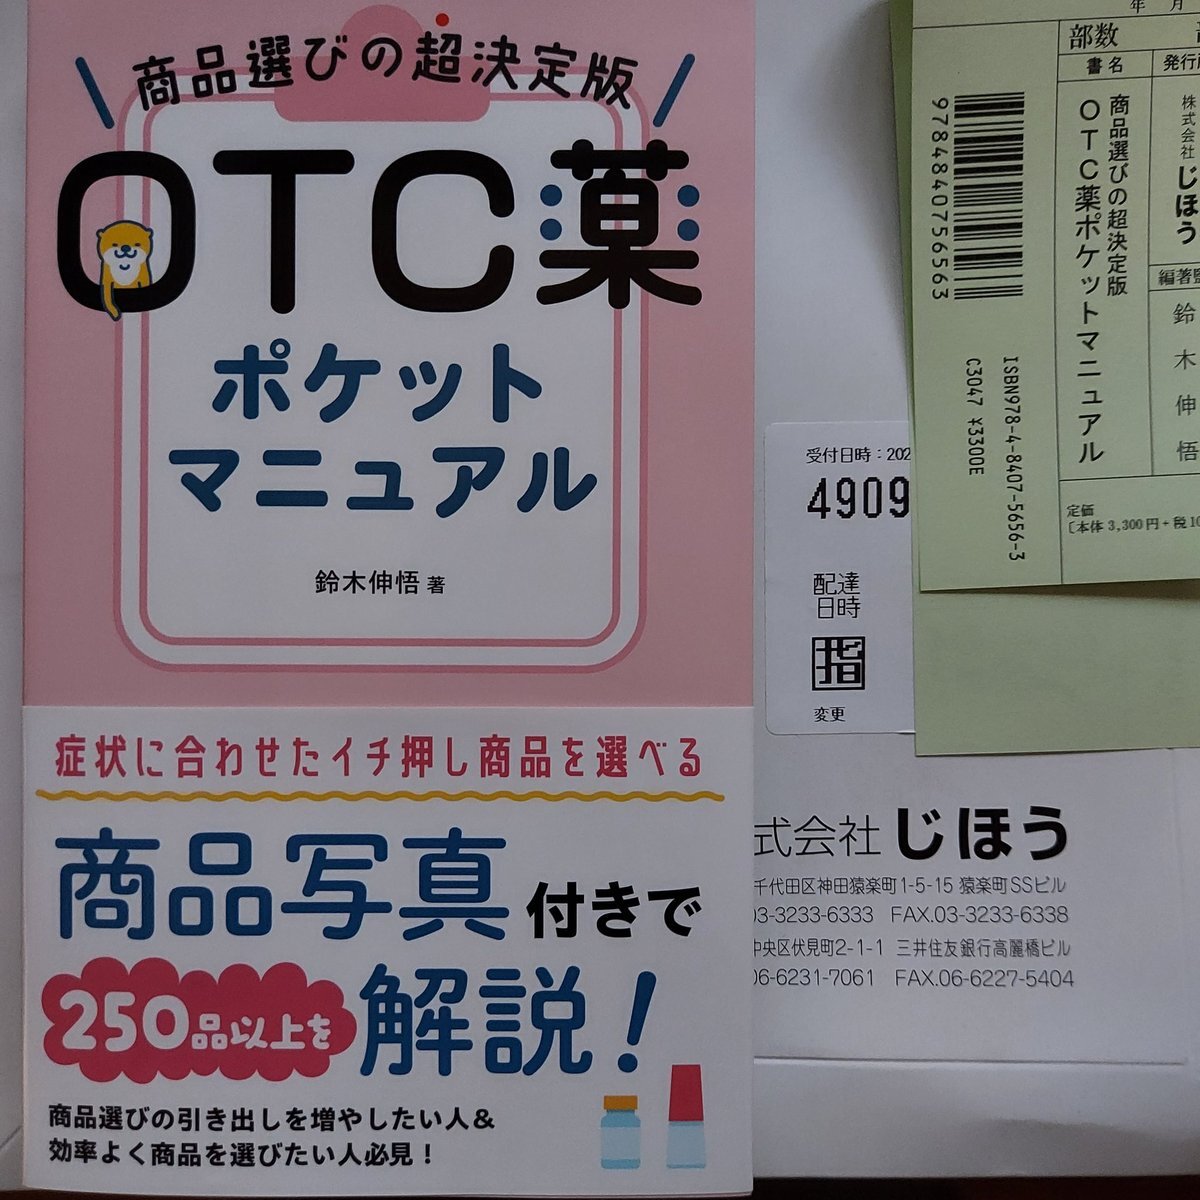 商品選びの超決定版
OTC薬
ポケット
マニュアル
鈴木伸悟 著
症状に合わせたイチ押し商品を選べる
商品写真付きで
250品以上を解説!
商品選びの引き出しを増やしたい人&
効率よく商品を選びたい人必見!
年 月
部数
書名
商品選びの超決定版
OTC薬ポケットマニュアル
株式会社 じほう
鈴木伸悟
定価
〔本体 3,300円+税10
9784840756563
ISBN978-4-8407-5656-3
C3047 ¥3300E
受付日時:202
4909
配達
日時
指
変更
式会社 じほう
千代田区神田猿楽町1-5-15 猿楽町SSビル
03-3233-6333 FAX.03-3233-6338
中央区伏見町2-1-1 三井住友銀行高麗橋ビル
06-6231-7061 FAX.06-6227-5404